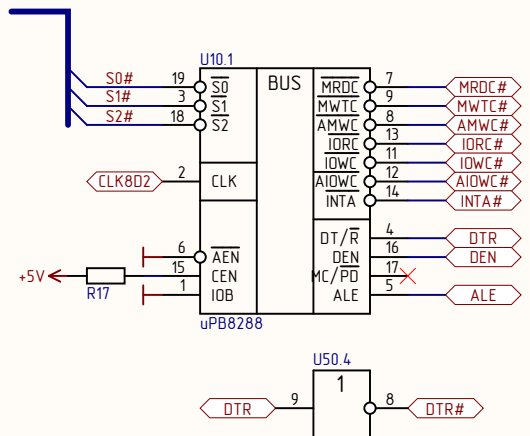 U10.1
BUS
S0# 19 S0 MRDC 7 MRDC#
S1# 3 S1 MWTC 9 MWTC#
S2# 18 S2 AMWC 8 AMWC#
IORC 13 IORC#
IOWC 11 IOWC#
CLK8D2 2 CLK AIOWC 12 AIOWC#
INTA 14 INTA#
DT/R 4 DTR
6 AEN DEN 16 DEN
+5V 15 CEN MC/PD 17
R17 1 IOB ALE 5 ALE
uPB8288
U50.4
1
DTR 9 8 DTR#